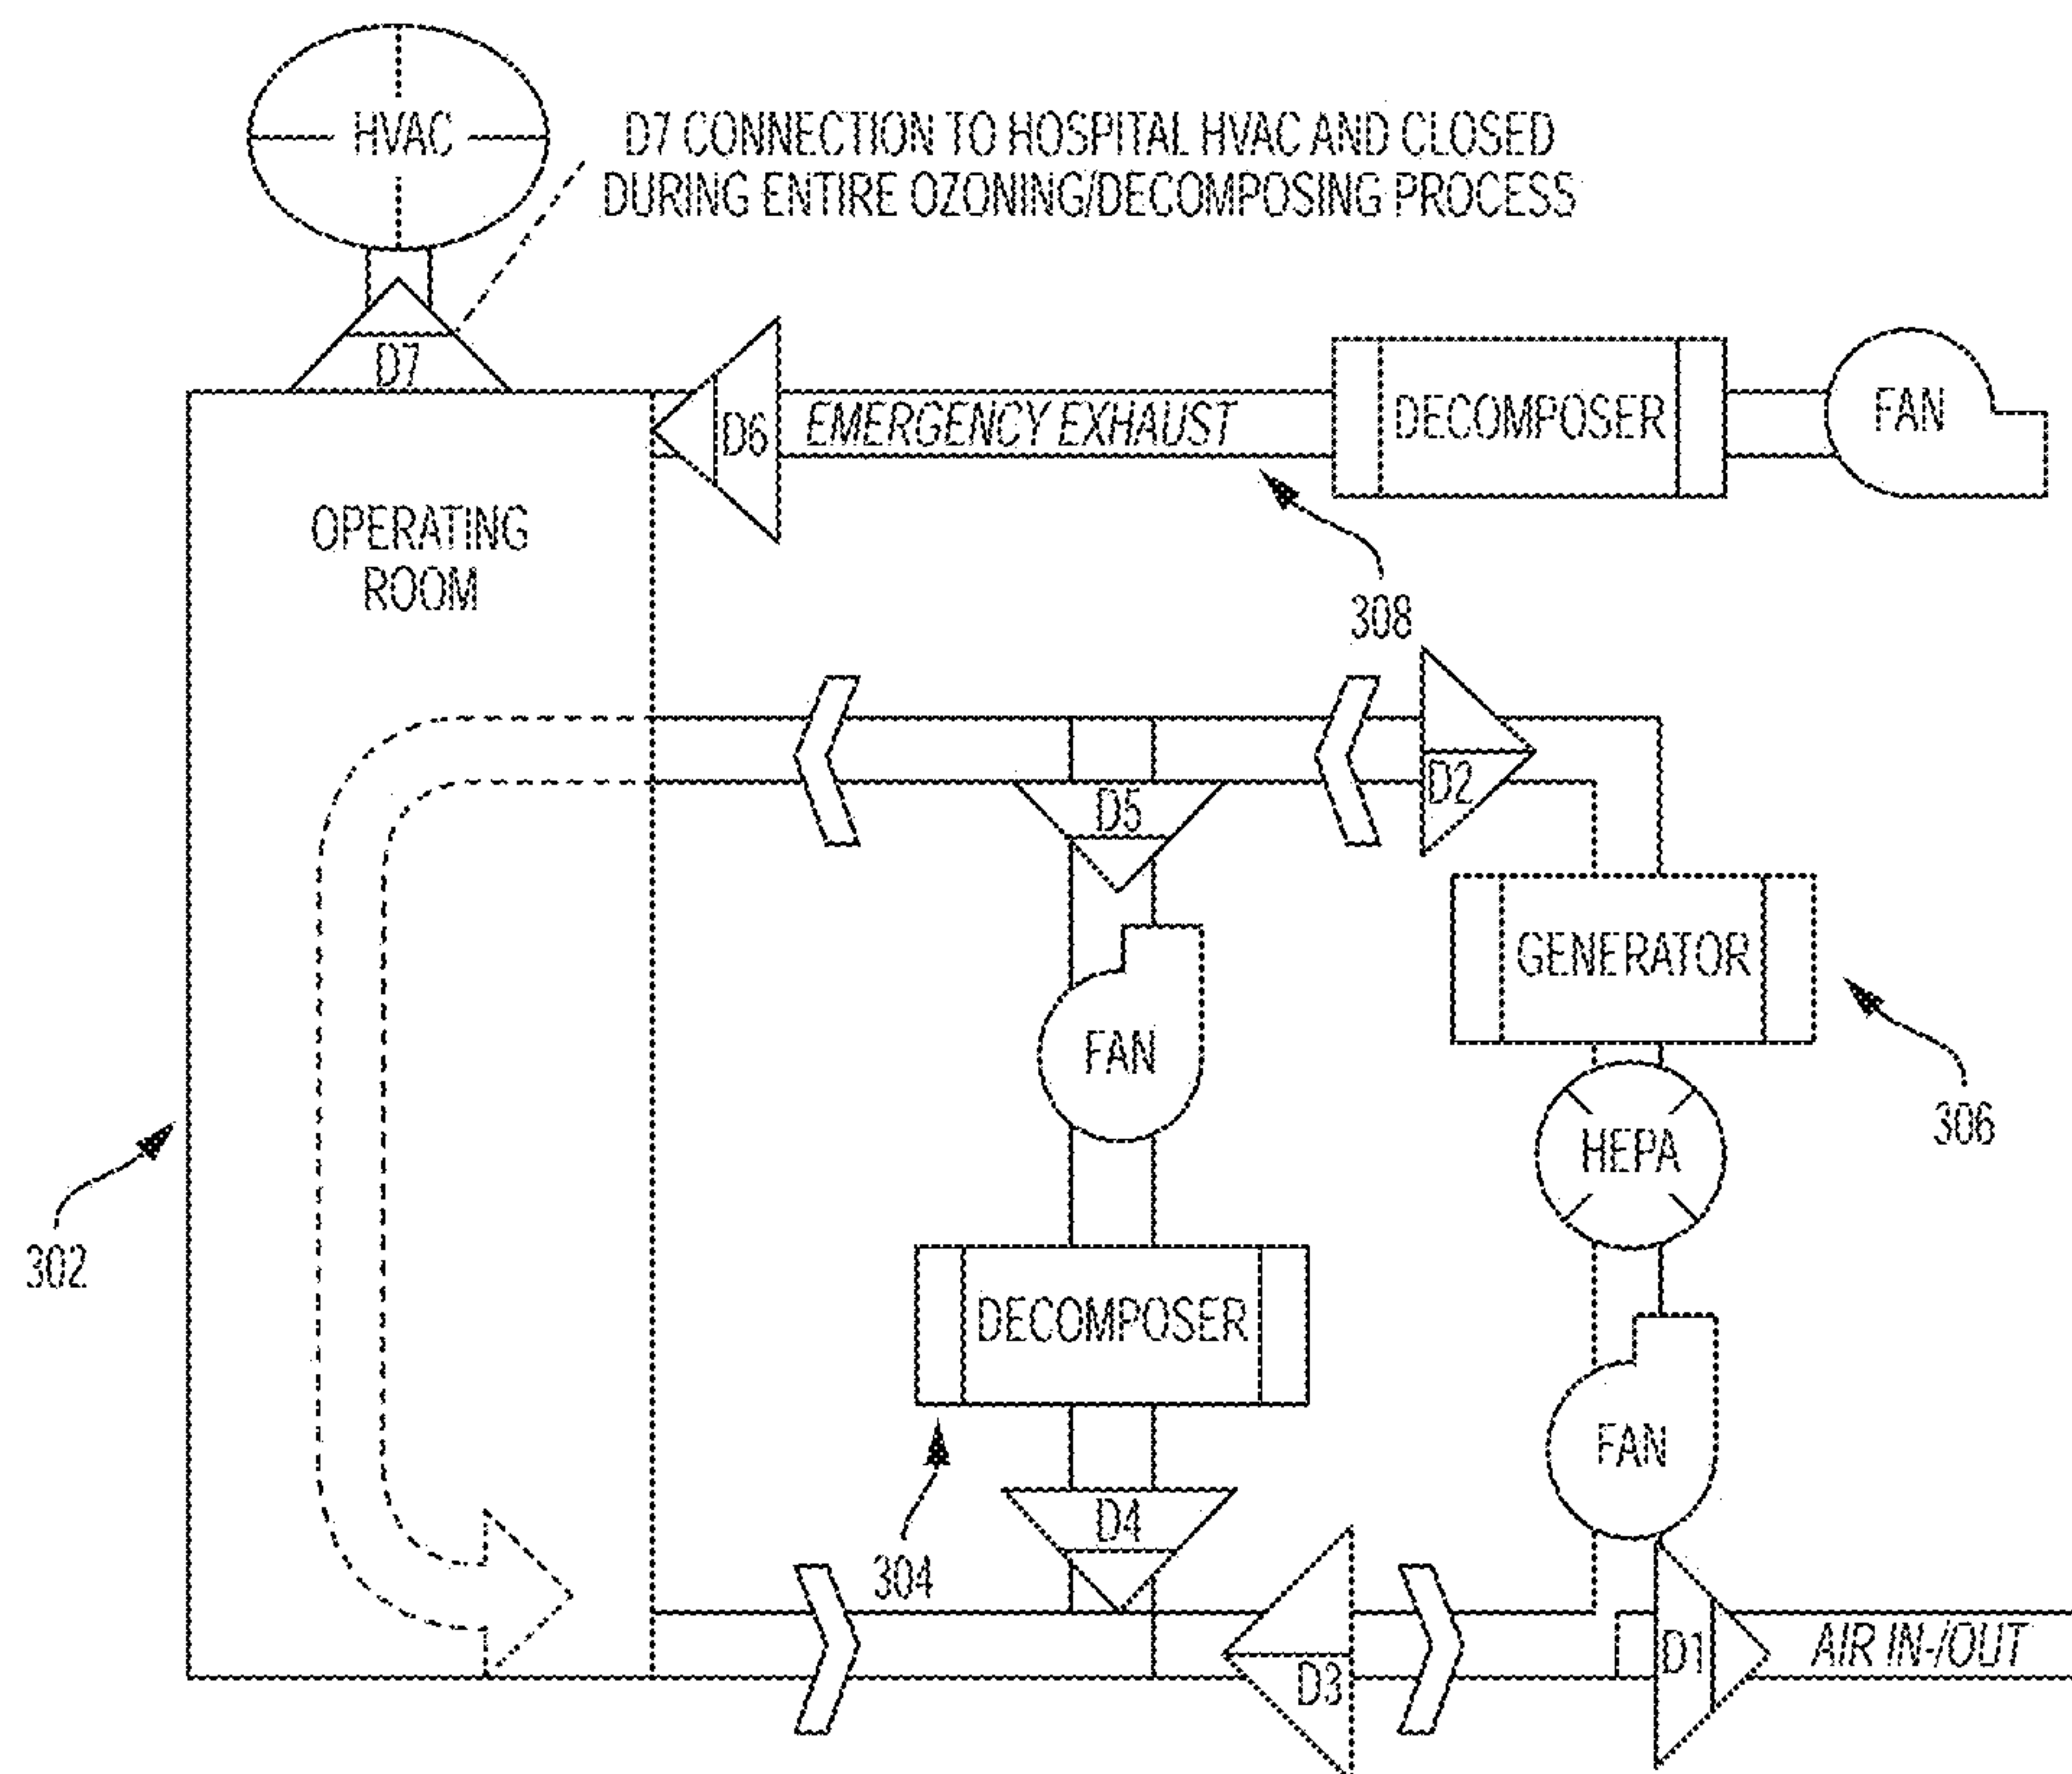 HVAC
D7 CONNECTION TO HOSPITAL HVAC AND CLOSED
DURING ENTIRE OZONING/DECOMPOSING PROCESS
D7
D6
EMERGENCY EXHAUST
DECOMPOSER
FAN
OPERATING
ROOM
308
D2
D5
GENERATOR
FAN
306
HEPA
302
DECOMPOSER
FAN
D4
304
D3
D1
AIR IN-/OUT